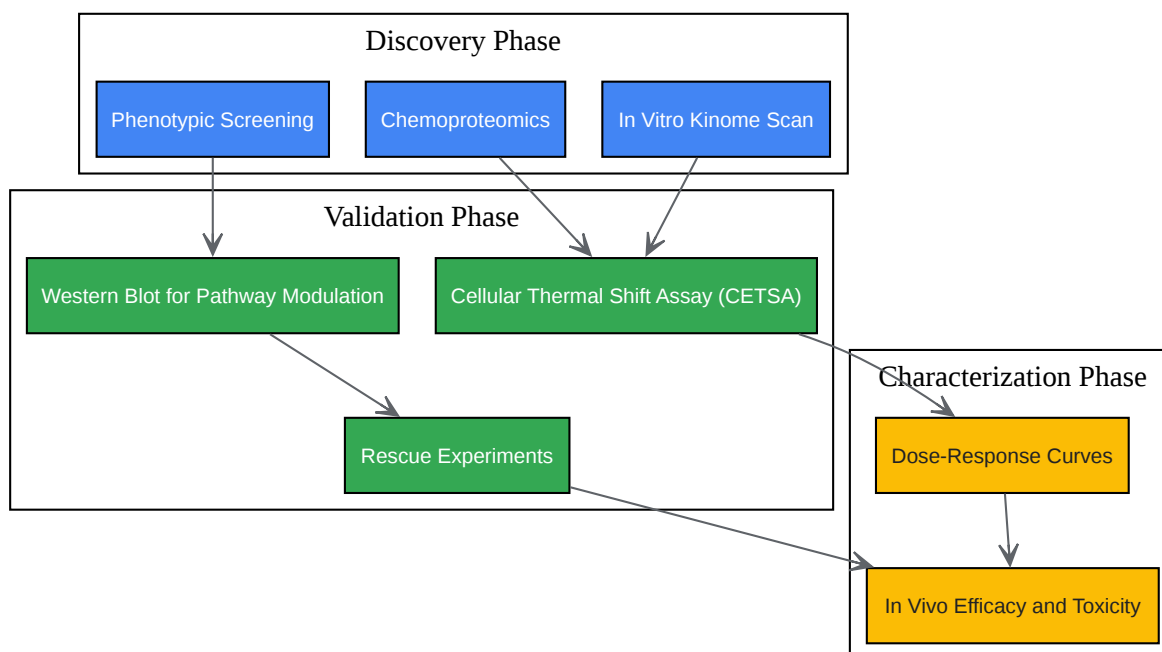 Discovery Phase
Phenotypic Screening
Chemoproteomics
In Vitro Kinome Scan
Validation Phase
Western Blot for Pathway Modulation
Cellular Thermal Shift Assay (CETSA)
Characterization Phase
Rescue Experiments
Dose-Response Curves
In Vivo Efficacy and Toxicity